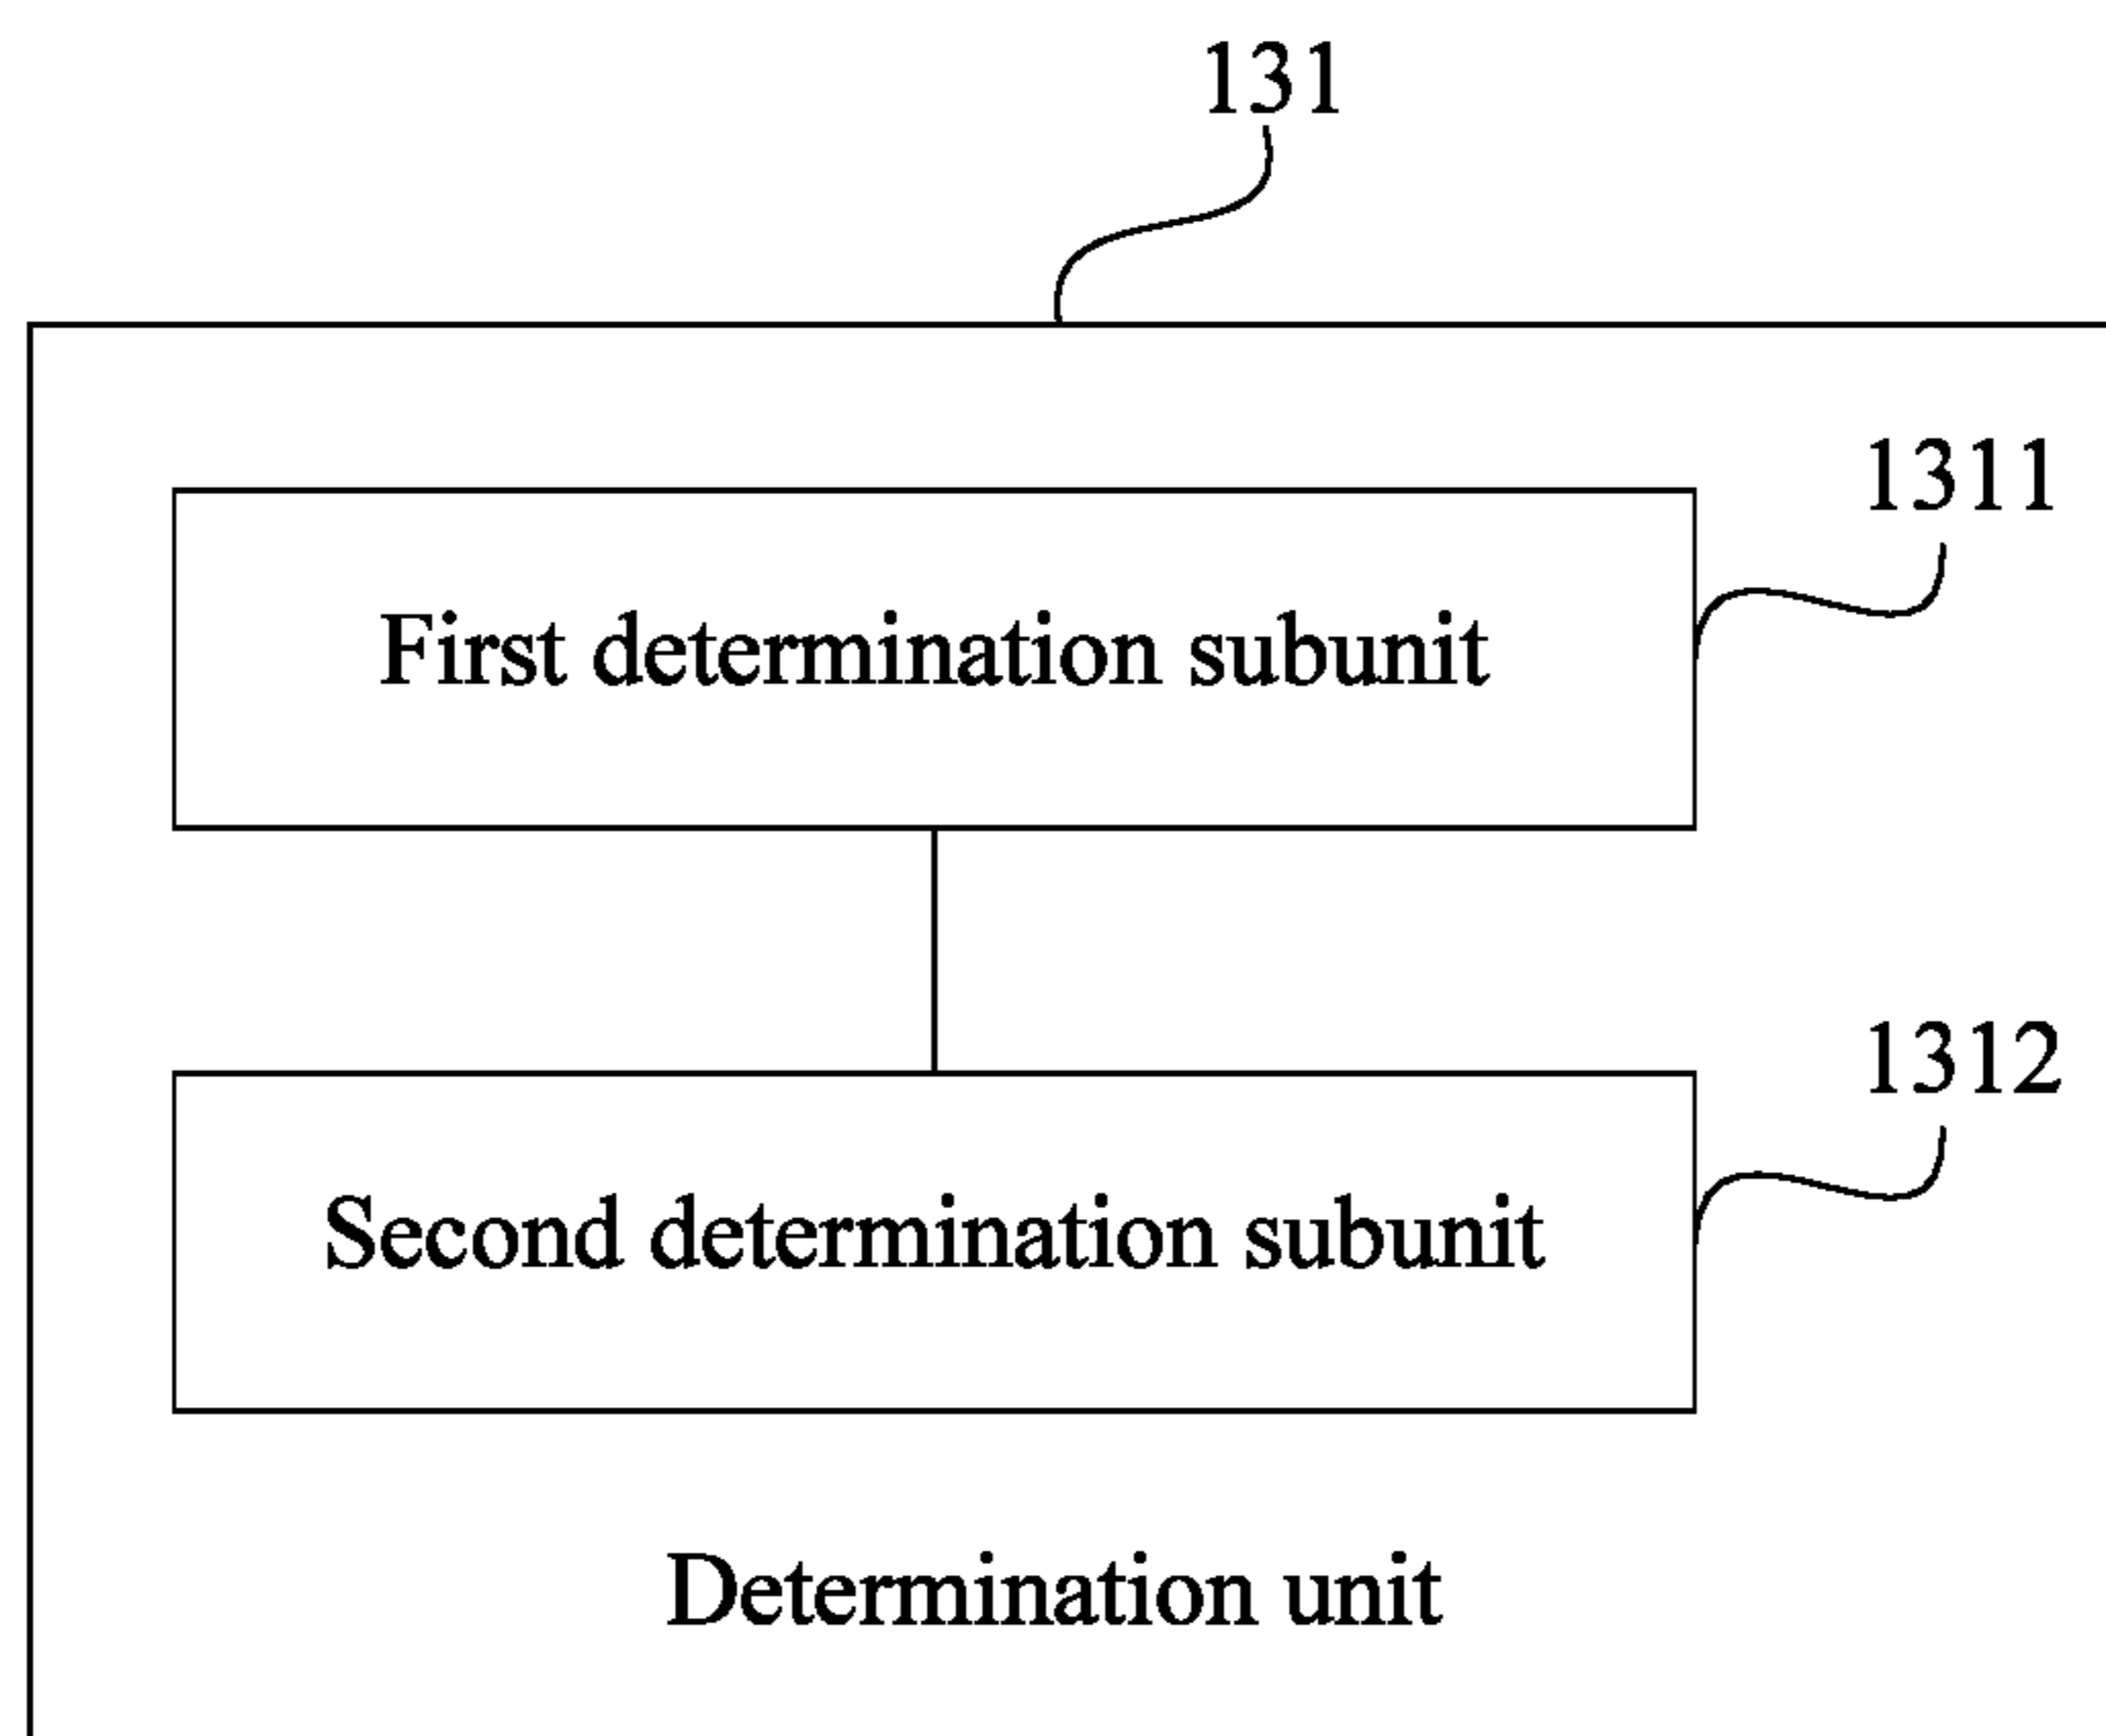 131
1311
First determination subunit
1312
Second determination subunit
Determination unit